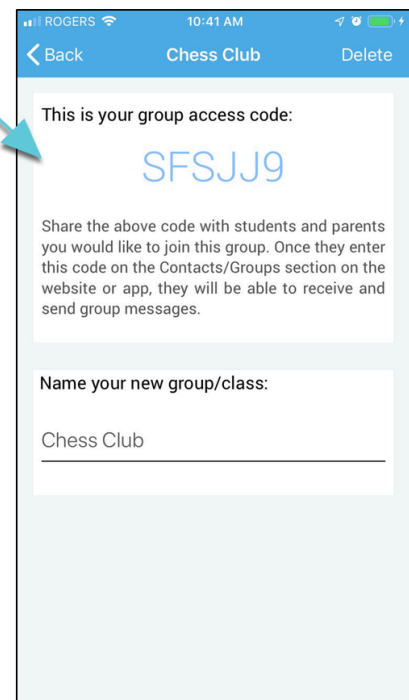 ROGERS 10:41 AM
Back Chess Club Delete
This is your group access code:
SFSJJ9
Share the above code with students and parents
you would like to join this group. Once they enter
this code on the Contacts/Groups section on the
website or app, they will be able to receive and
send group messages.
Name your new group/class:
Chess Club